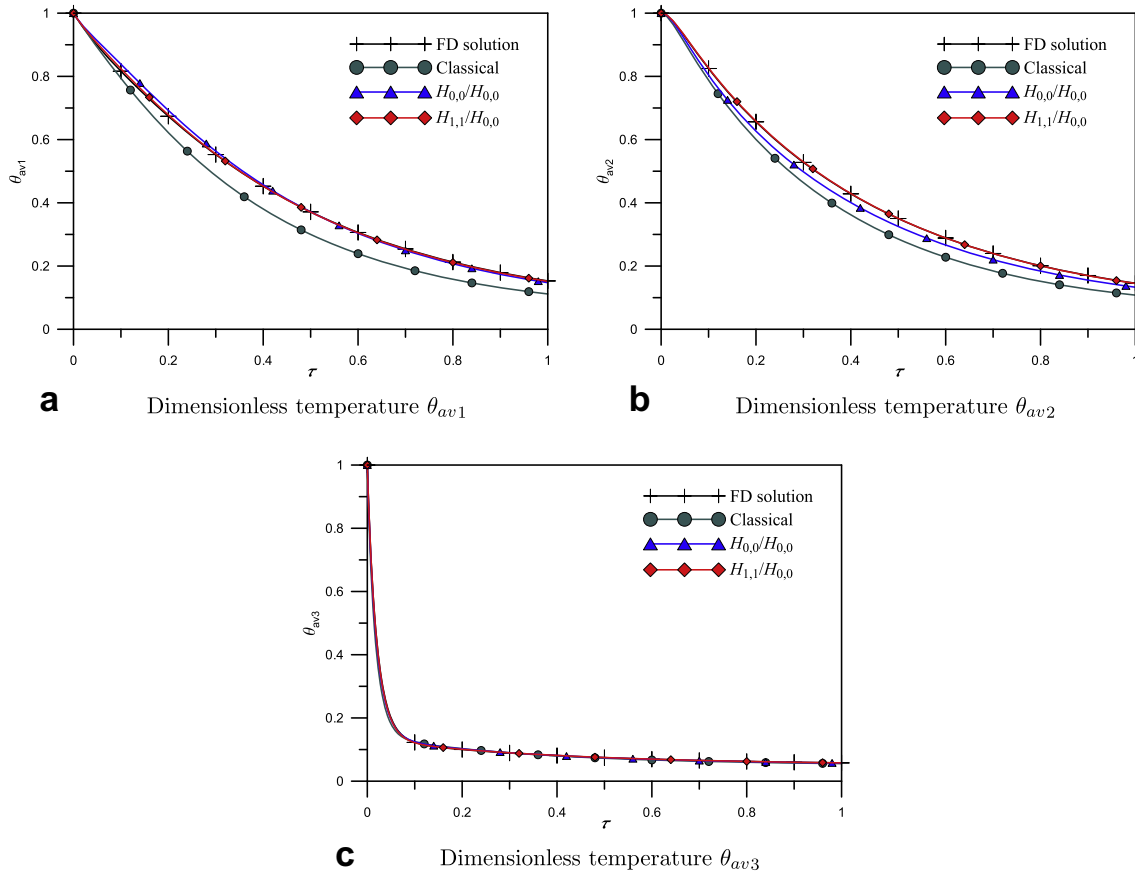 1
0.8
0.6
0.4
0.2
0
θav1
0 0.2 0.4 0.6 0.8 1
τ
FD solution
Classical
H0,0/H0,0
H1,1/H0,0
a Dimensionless temperature θav1
1
0.8
0.6
0.4
0.2
0
θav2
0 0.2 0.4 0.6 0.8 1
τ
FD solution
Classical
H0,0/H0,0
H1,1/H0,0
b Dimensionless temperature θav2
1
0.8
0.6
0.4
0.2
0
θav3
0 0.2 0.4 0.6 0.8 1
τ
FD solution
Classical
H0,0/H0,0
H1,1/H0,0
c Dimensionless temperature θav3